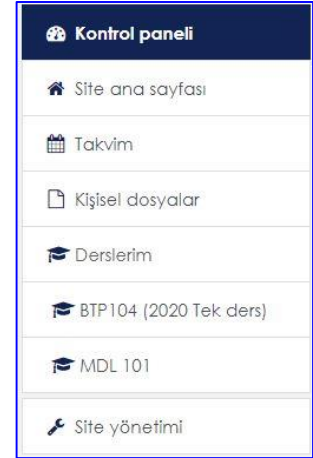 Kontrol paneli
Site ana sayfası
Takvim
Kişisel dosyalar
Derslerim
BTP104 (2020 Tek ders)
MDL 101
Site yönetimi